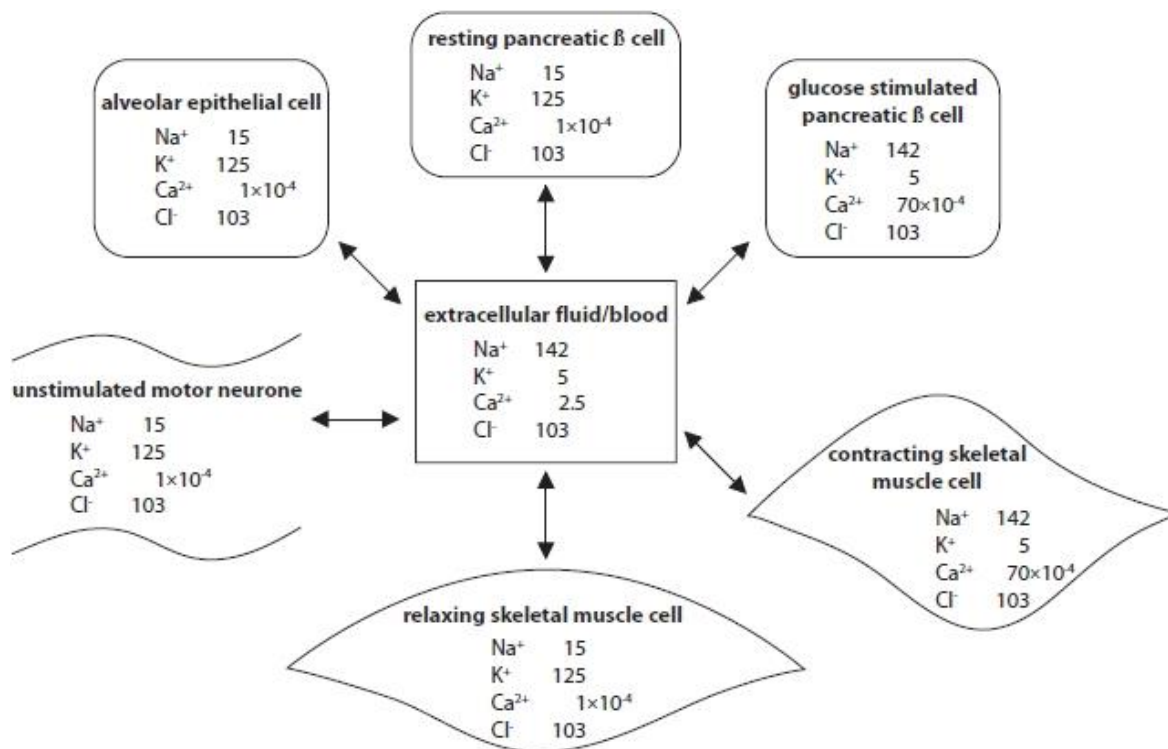 resting pancreatic ß cell
Na⁺ 15
K⁺ 125
Ca²⁺ 1×10⁻⁴
Cl⁻ 103
alveolar epithelial cell
Na⁺ 15
K⁺ 125
Ca²⁺ 1×10⁻⁴
Cl⁻ 103
glucose stimulated
pancreatic ß cell
Na⁺ 142
K⁺ 5
Ca²⁺ 70×10⁻⁴
Cl⁻ 103
extracellular fluid/blood
Na⁺ 142
K⁺ 5
Ca²⁺ 2.5
Cl⁻ 103
unstimulated motor neurone
Na⁺ 15
K⁺ 125
Ca²⁺ 1×10⁻⁴
Cl⁻ 103
contracting skeletal
muscle cell
Na⁺ 142
K⁺ 5
Ca²⁺ 70×10⁻⁴
Cl⁻ 103
relaxing skeletal muscle cell
Na⁺ 15
K⁺ 125
Ca²⁺ 1×10⁻⁴
Cl⁻ 103